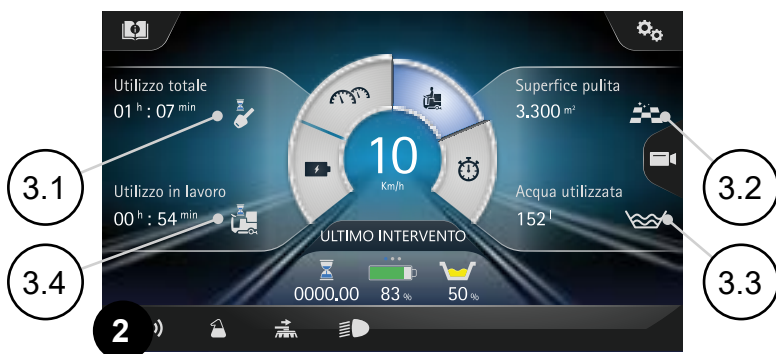 Utilizzo totale
01 h : 07 min
Superfice pulita
3.300 m²
3.1
3.2
10
Km/h
Utilizzo in lavoro
00 h : 54 min
Acqua utilizzata
152 l
3.4
3.3
ULTIMO INTERVENTO
0000.00 83 % 50 %
2